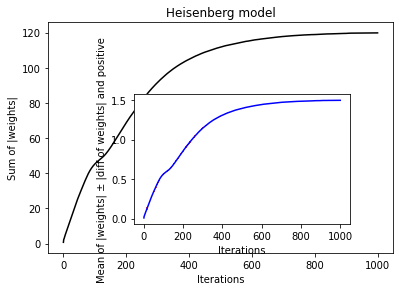 Heisenberg model
Sum of |weights|
120
100
80
60
40
20
0
Mean of |weights| ± |diff of weights| and positive
1.5
1.0
0.5
0.0
0 200 400 600 800 1000
Iterations
0 200 400 600 800 1000
Iterations